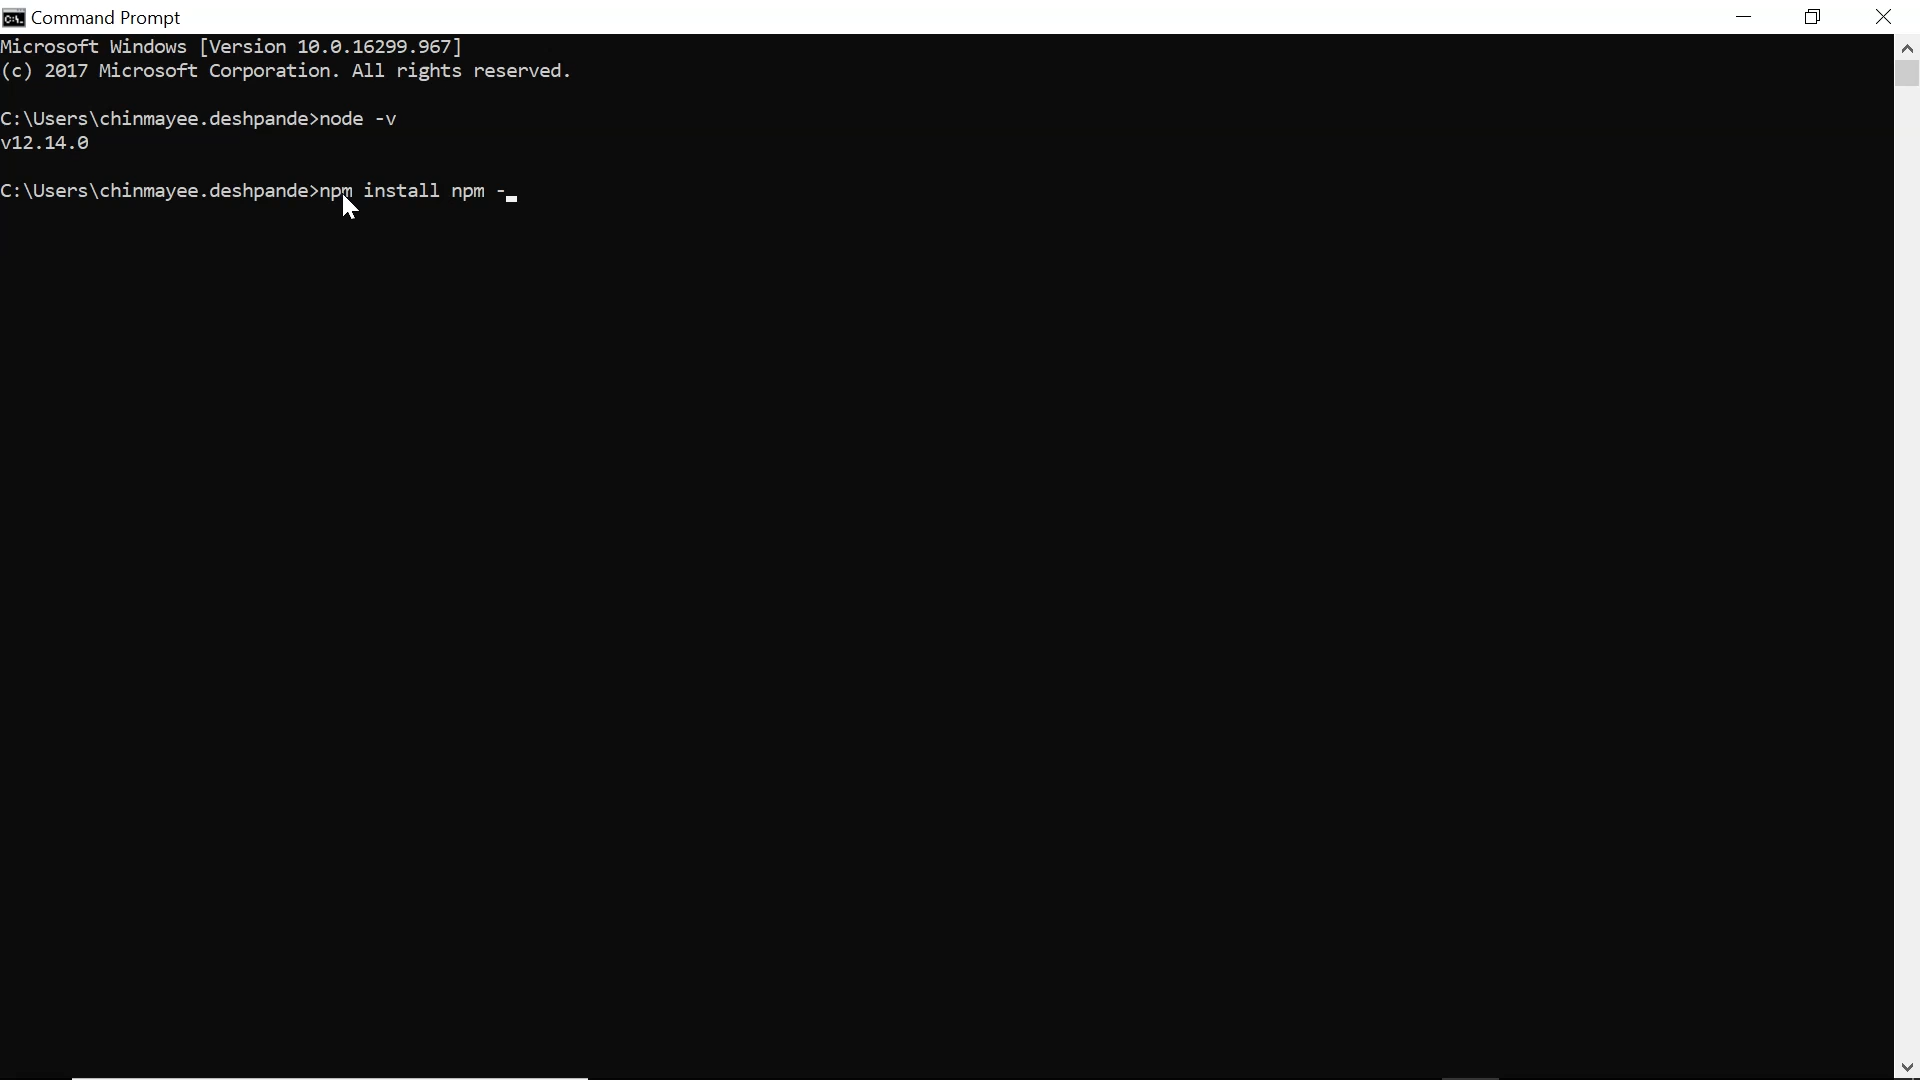 Command Prompt
Microsoft Windows [Version 10.0.16299.967]
(c) 2017 Microsoft Corporation. All rights reserved.
C:\Users\chinmayee.deshpande>node -v
v12.14.0
C:\Users\chinmayee.deshpande>npm install npm -_